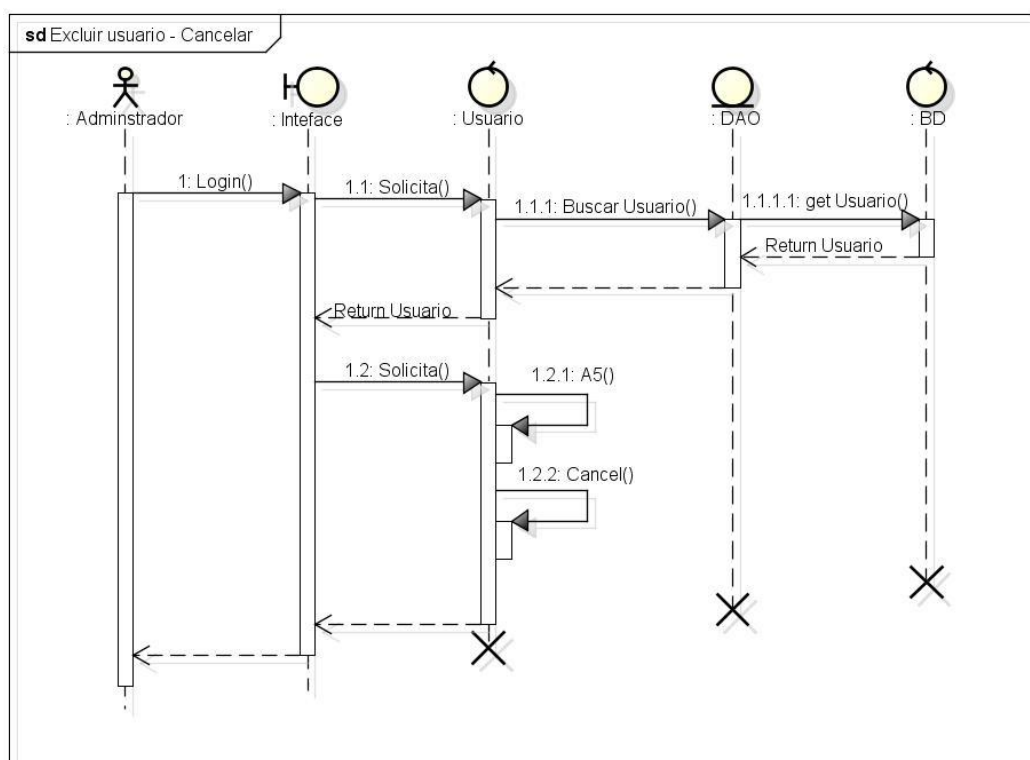 sd Excluir usuario - Cancelar
: Adminstrador
: Inteface
: Usuario
: DAO
: BD
1: Login()
1.1: Solicita()
1.1.1: Buscar Usuario()
1.1.1.1: get Usuario()
Return Usuario
Return Usuario
1.2: Solicita()
1.2.1: A5()
1.2.2: Cancel()